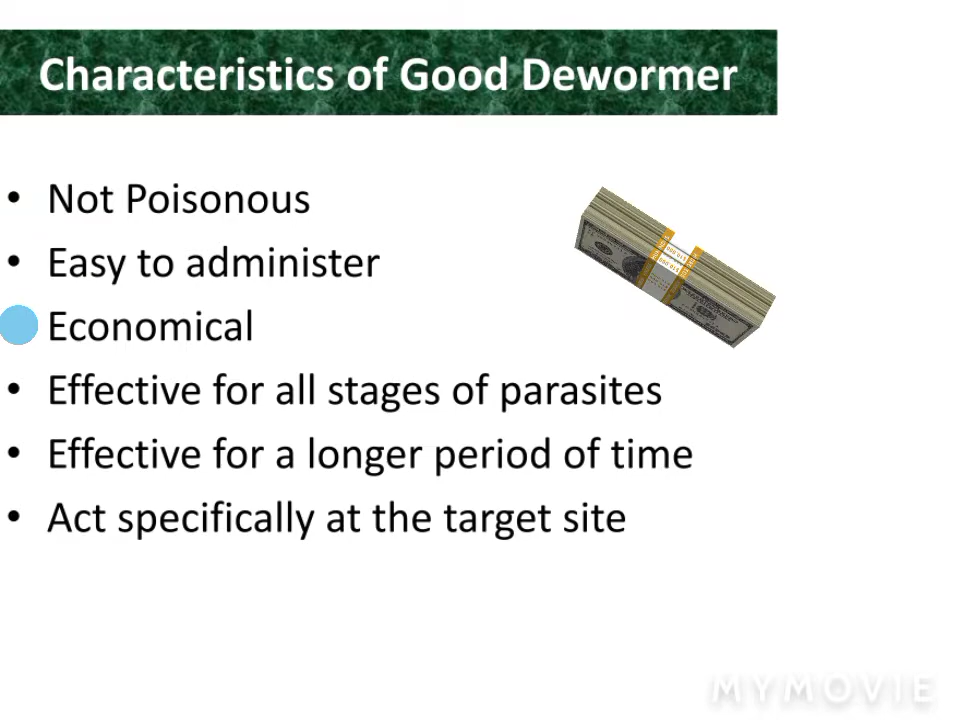 Characteristics of Good Dewormer
• Not Poisonous
• Easy to administer
Economical
• Effective for all stages of parasites
• Effective for a longer period of time
• Act specifically at the target site
MYMOVIE